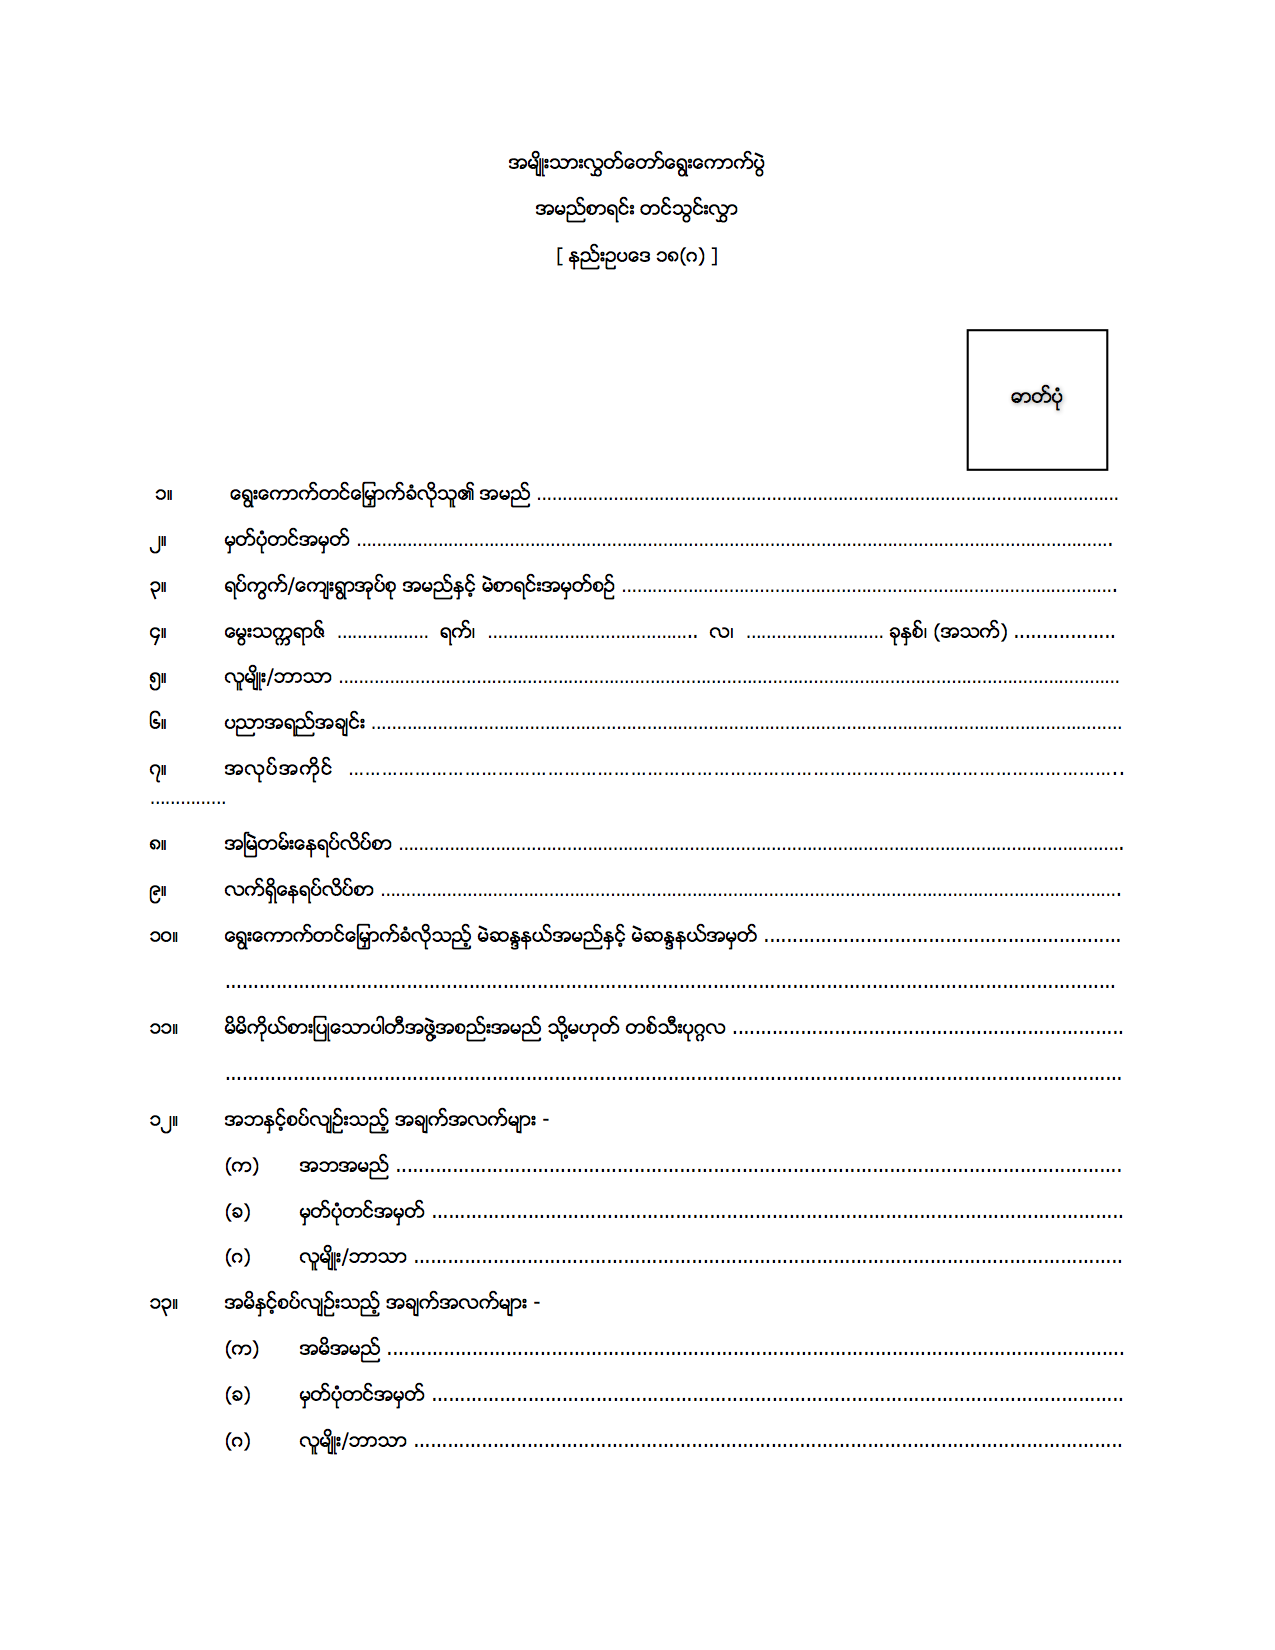 အမျိုးသားလွှတ်တော်ရွေးကောက်ပွဲ
အမည်စာရင်း တင်သွင်းလွှာ
[ နည်းဥပဒေ ၁၈(ဂ) ]
ဓာတ်ပုံ
၁။ ရွေးကောက်တင်မြှောက်ခံလိုသူ၏ အမည် ..................................................................................................................
၂။ မှတ်ပုံတင်အမှတ် ....................................................................................................................................................
၃။ ရပ်ကွက်/ကျေးရွာအုပ်စု အမည်နှင့် မဲစာရင်းအမှတ်စဉ် .................................................................................................
၄။ မွေးသက္ကရာဇ် .................. ရက်၊ ......................................... လ၊ ........................... ခုနှစ်၊ (အသက်) ..................
၅။ လူမျိုး/ဘာသာ .........................................................................................................................................................
၆။ ပညာအရည်အချင်း ...................................................................................................................................................
၇။ အလုပ်အကိုင် ........................................................................................................................................................
...............
၈။ အမြဲတမ်းနေရပ်လိပ်စာ ..............................................................................................................................................
၉။ လက်ရှိနေရပ်လိပ်စာ .................................................................................................................................................
၁၀။ ရွေးကောက်တင်မြှောက်ခံလိုသည့် မဲဆန္ဒနယ်အမည်နှင့် မဲဆန္ဒနယ်အမှတ် ...............................................................
.............................................................................................................................................................
၁၁။ မိမိကိုယ်စားပြုသောပါတီအဖွဲ့အစည်းအမည် သို့မဟုတ် တစ်သီးပုဂ္ဂလ .....................................................................
..............................................................................................................................................................
၁၂။ အဘနှင့်စပ်လျဉ်းသည့် အချက်အလက်များ -
(က) အဘအမည် ................................................................................................................................
(ခ) မှတ်ပုံတင်အမှတ် ..........................................................................................................................
(ဂ) လူမျိုး/ဘာသာ .............................................................................................................................
၁၃။ အမိနှင့်စပ်လျဉ်းသည့် အချက်အလက်များ -
(က) အမိအမည် ..................................................................................................................................
(ခ) မှတ်ပုံတင်အမှတ် ..........................................................................................................................
(ဂ) လူမျိုး/ဘာသာ .............................................................................................................................